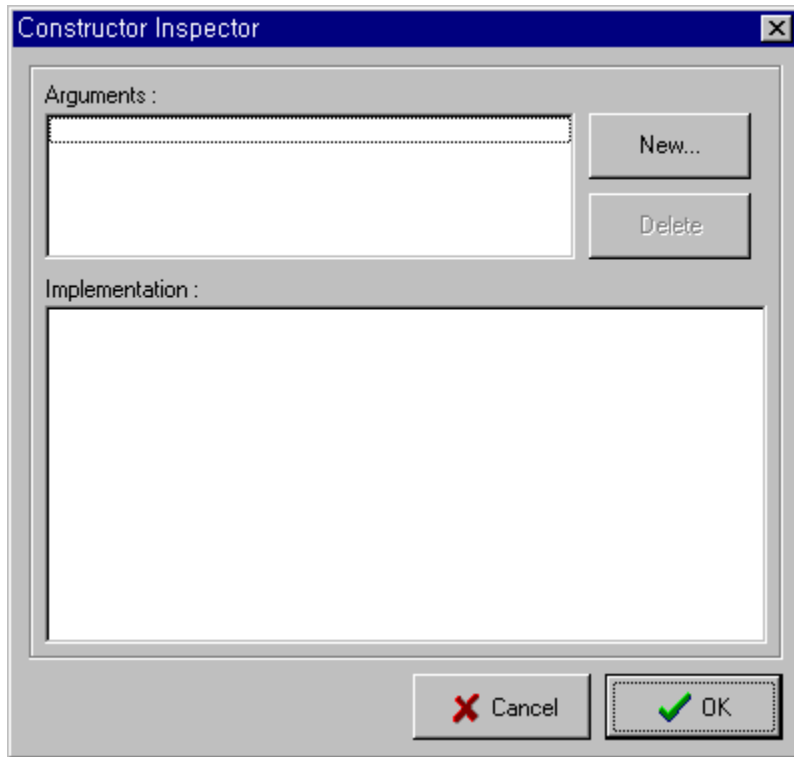 Constructor Inspector
Arguments :
New...
Delete
Implementation :
Cancel
OK